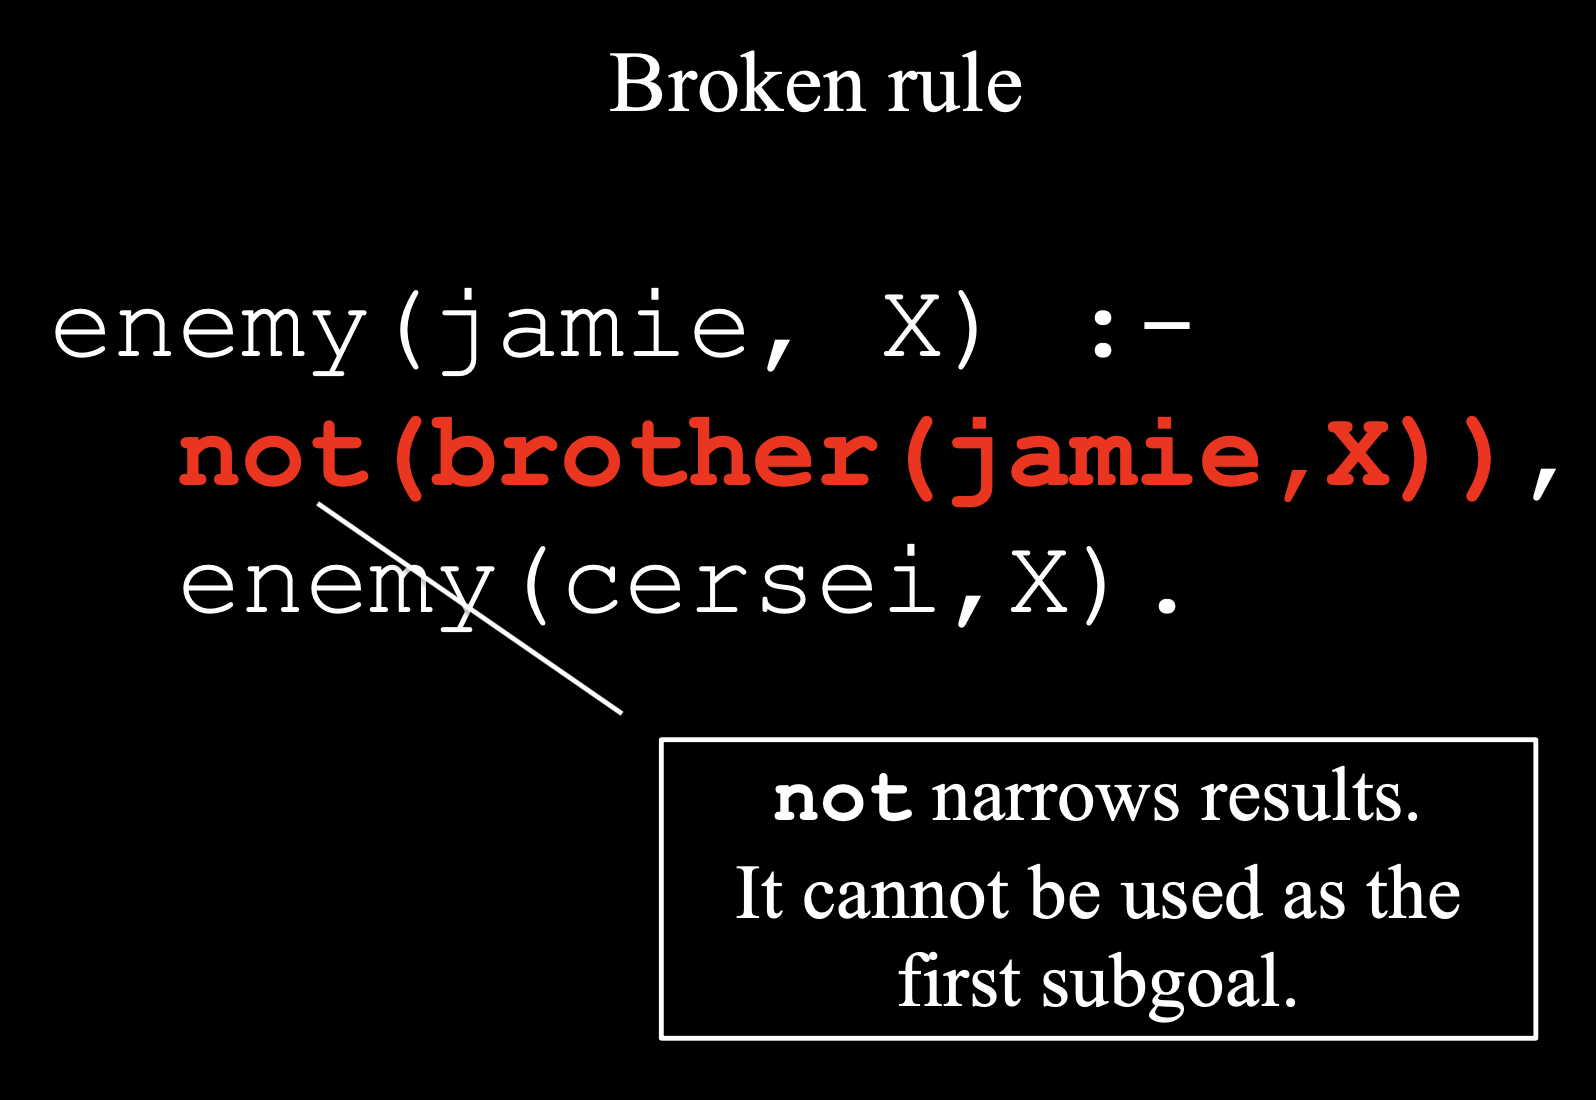 Broken rule
enemy(jamie, X) :-
not(brother(jamie,X)),
enemy(cersei,X).
not narrows results.
It cannot be used as the
first subgoal.